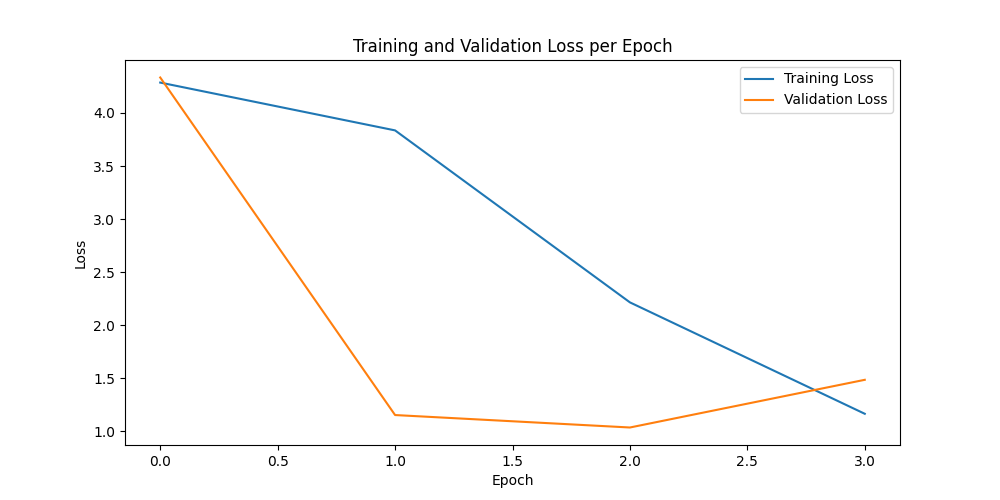 Training and Validation Loss per Epoch
Training Loss
Validation Loss
Loss
4.0
3.5
3.0
2.5
2.0
1.5
1.0
0.0
0.5
1.0
1.5
2.0
2.5
3.0
Epoch